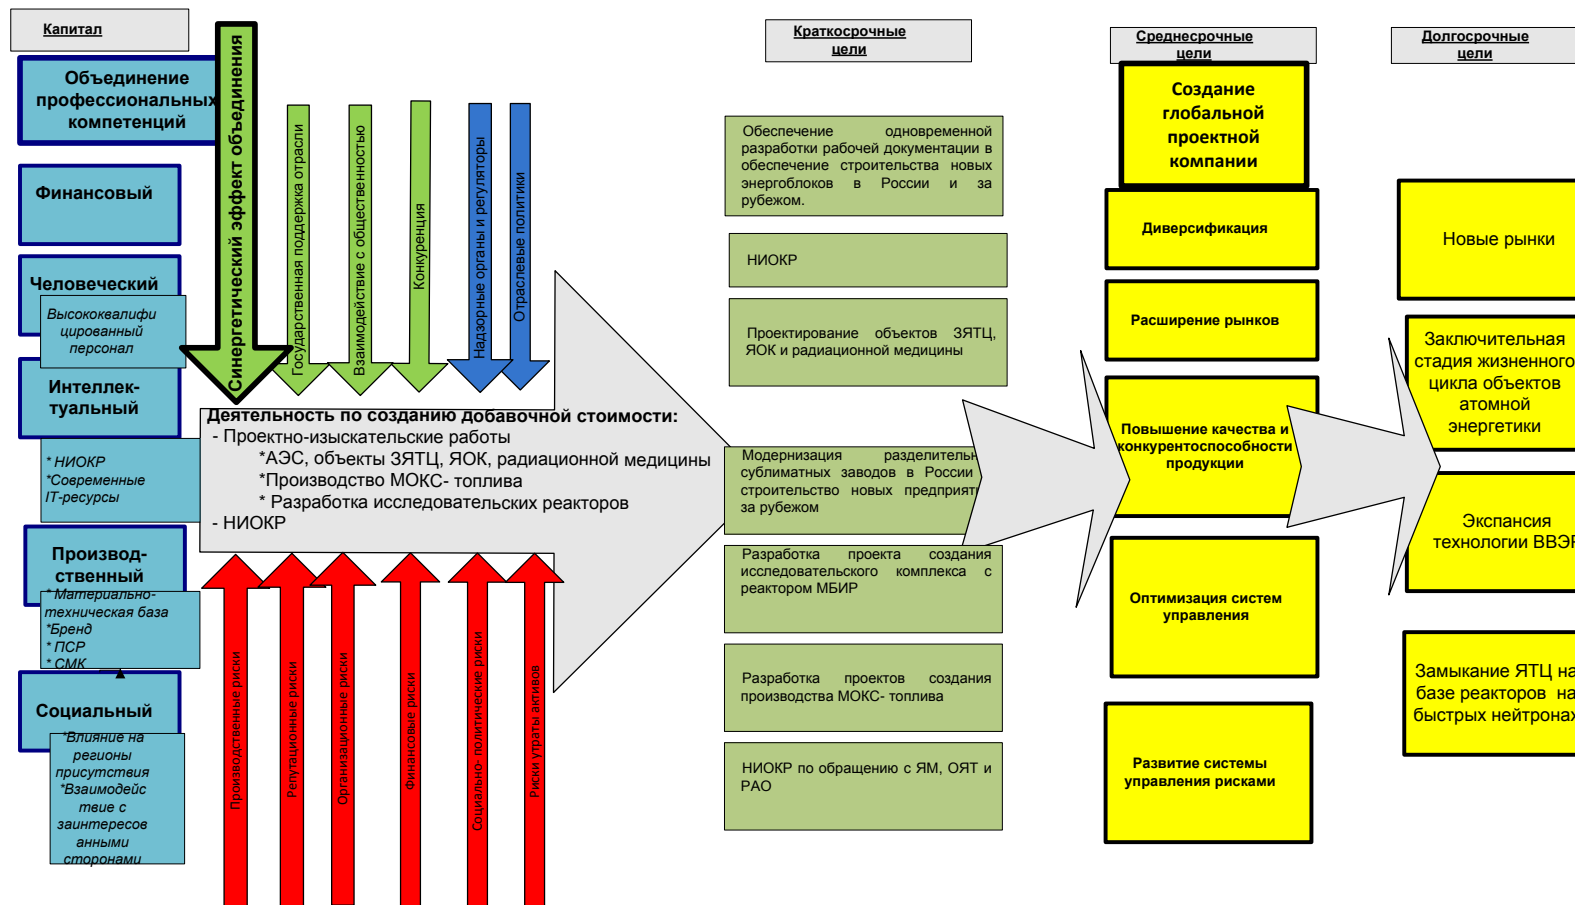 Капитал
Объединение
профессиональных
компетенций
Финансовый
Человеческий
Высококвалифи
цированный
персонал
Интеллек-
туальный
* НИОКР
*Современные
IT-ресурсы
Производ-
ственный
* Материально-
техническая база
*Бренд
* ПСР
* СМК
Социальный
*Влияние на
регионы
присутствия
*Взаимодейс
твие с
заинтересов
анными
сторонами
Синергетический эффект объединения
Государственная поддержка отрасли
Взаимодействие с общественностью
Конкуренция
Надзорные органы и регуляторы
Отраслевые политики
Деятельность по созданию добавочной стоимости:
- Проектно-изыскательские работы
*АЭС, объекты ЗЯТЦ, ЯОК, радиационной медицины
*Производство МОКС- топлива
* Разработка исследовательских реакторов
- НИОКР
Производственные риски
Репутационные риски
Организационные риски
Финансовые риски
Социально- политические риски
Риски утраты активов
Краткосрочные
цели
Обеспечение одновременной
разработки рабочей документации в
обеспечение строительства новых
энергоблоков в России и за
рубежом.
НИОКР
Проектирование объектов ЗЯТЦ,
ЯОК и радиационной медицины
Модернизация разделительн
сублиматных заводов в России
строительство новых предприят
за рубежом
Разработка проекта создания
исследовательского комплекса с
реактором МБИР
Разработка проектов создания
производства МОКС- топлива
НИОКР по обращению с ЯМ, ОЯТ и
РАО
Среднесрочные
цели
Создание
глобальной
проектной
компании
Диверсификация
Расширение рынков
Повышение качества и
конкурентоспособности
продукции
Оптимизация систем
управления
Развитие системы
управления рисками
Долгосрочные
цели
Новые рынки
Заключительная
стадия жизненного
цикла объектов
атомной
энергетики
Экспансия
технологии ВВЭР
Замыкание ЯТЦ на
базе реакторов на
быстрых нейтронах